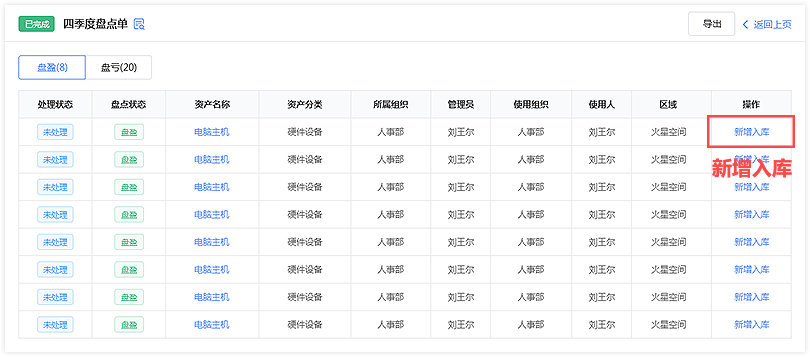 已完成 四季度盘点单 导出 返回上页
盘盈(8) 盘亏(20)
处理状态 盘点状态 资产名称 资产分类 所属组织 管理员 使用组织 使用人 区域 操作
未处理 盘盈 电脑主机 硬件设备 人事部 刘王尔 人事部 刘王尔 火星空间 新增入库
未处理 盘盈 电脑主机 硬件设备 人事部 刘王尔 人事部 刘王尔 火星空间 新增入库
新增入库
未处理 盘盈 电脑主机 硬件设备 人事部 刘王尔 人事部 刘王尔 火星空间 新增入库
未处理 盘盈 电脑主机 硬件设备 人事部 刘王尔 人事部 刘王尔 火星空间 新增入库
未处理 盘盈 电脑主机 硬件设备 人事部 刘王尔 人事部 刘王尔 火星空间 新增入库
未处理 盘盈 电脑主机 硬件设备 人事部 刘王尔 人事部 刘王尔 火星空间 新增入库
未处理 盘盈 电脑主机 硬件设备 人事部 刘王尔 人事部 刘王尔 火星空间 新增入库
未处理 盘盈 电脑主机 硬件设备 人事部 刘王尔 人事部 刘王尔 火星空间 新增入库